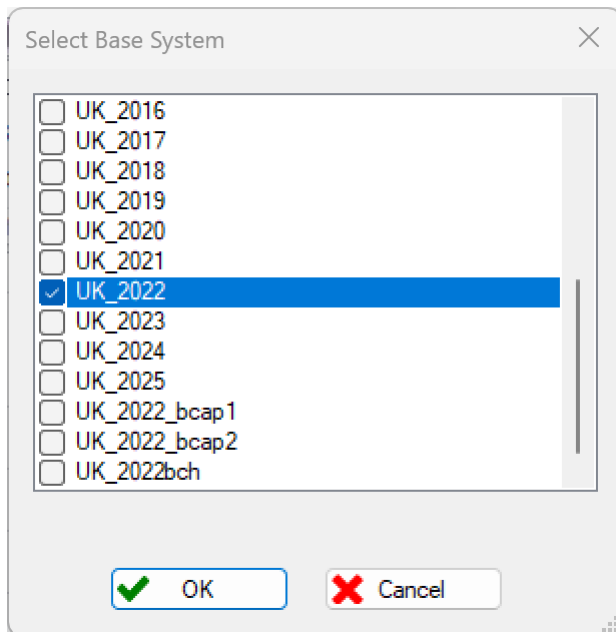 Select Base System
UK_2016
UK_2017
UK_2018
UK_2019
UK_2020
UK_2021
UK_2022
UK_2023
UK_2024
UK_2025
UK_2022_bcap1
UK_2022_bcap2
UK_2022bch
OK
Cancel